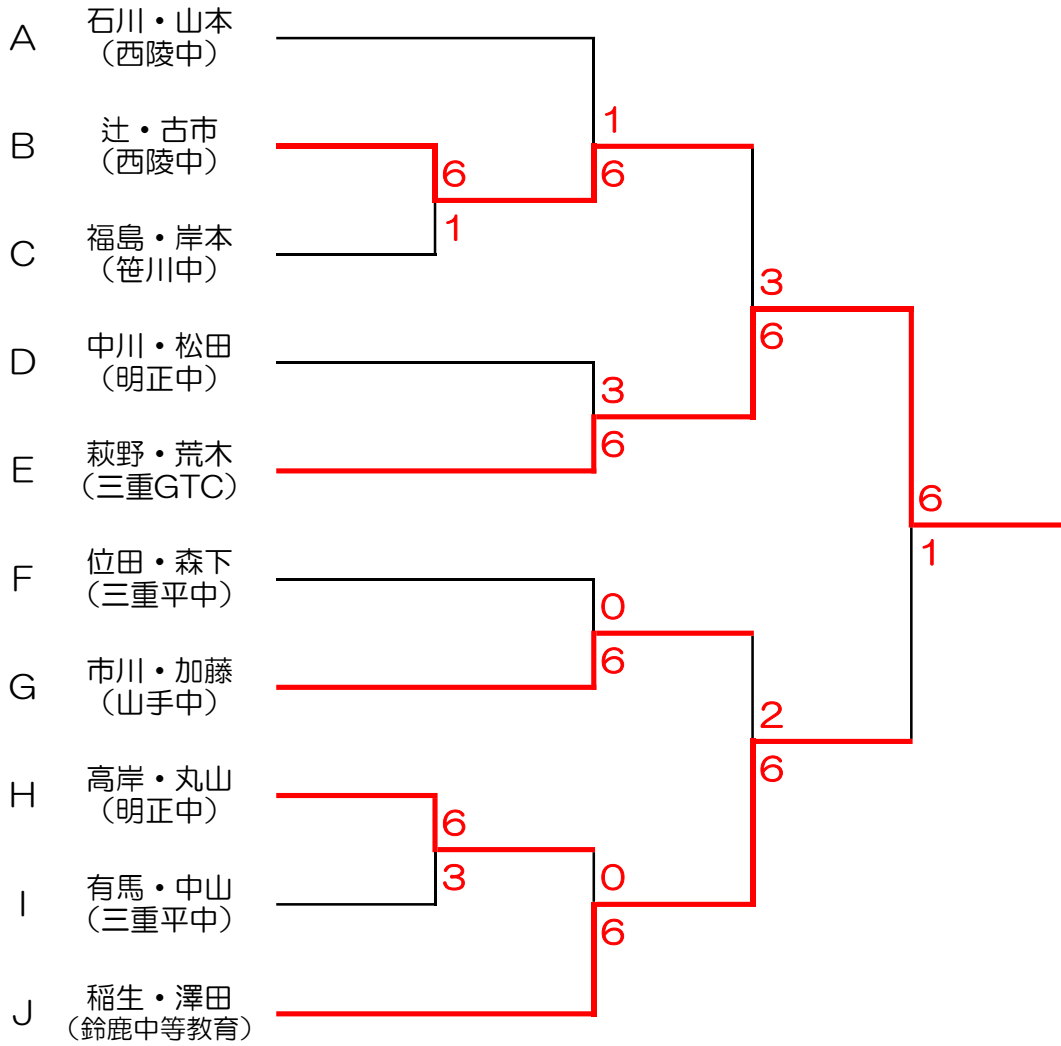 A
石川・山本
（西陵中）
1
B
辻・古市
（西陵中）
6
6
1
C
福島・岸本
（笹川中）
3
6
D
中川・松田
（明正中）
3
6
E
萩野・荒木
（三重GTC）
6
1
F
位田・森下
（三重平中）
0
6
G
市川・加藤
（山手中）
2
6
H
高岸・丸山
（明正中）
6
3
I
有馬・中山
（三重平中）
0
6
J
稲生・澤田
（鈴鹿中等教育）